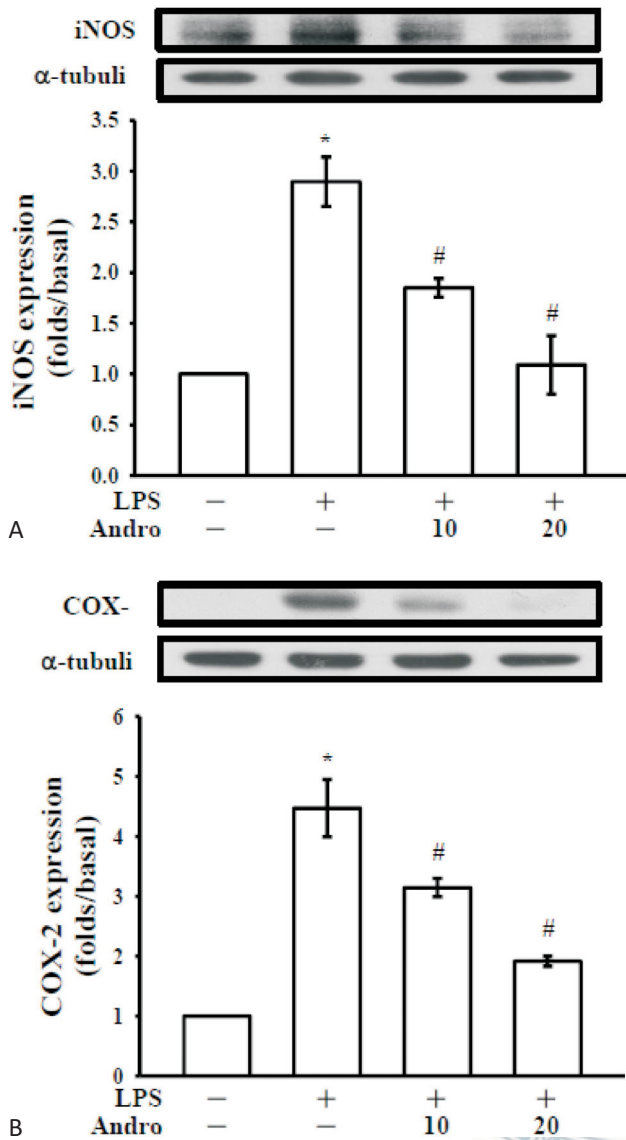 iNOS
α-tubuli
3.5
3.0
2.5
2.0
1.5
1.0
0.5
0.0
iNOS expression
(folds/basal)
*
#
#
LPS − + + +
Andro − − 10 20
A
COX-
α-tubuli
6
5
4
3
2
1
0
COX-2 expression
(folds/basal)
*
#
#
LPS − + + +
Andro − − 10 20
B